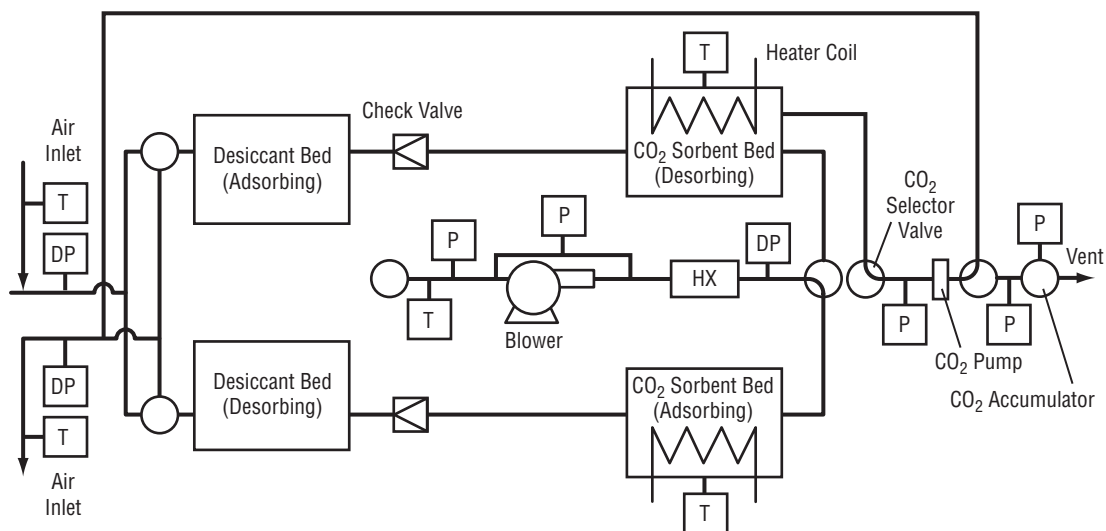 Air
Inlet
T
DP
DP
T
Air
Inlet
Desiccant Bed
(Adsorbing)
Check Valve
T
Heater Coil
CO₂ Sorbent Bed
(Desorbing)
P
P
T
Blower
HX
DP
CO₂
Selector
Valve
P
Vent
P
P
CO₂ Pump
CO₂ Accumulator
Desiccant Bed
(Desorbing)
CO₂ Sorbent Bed
(Adsorbing)
T